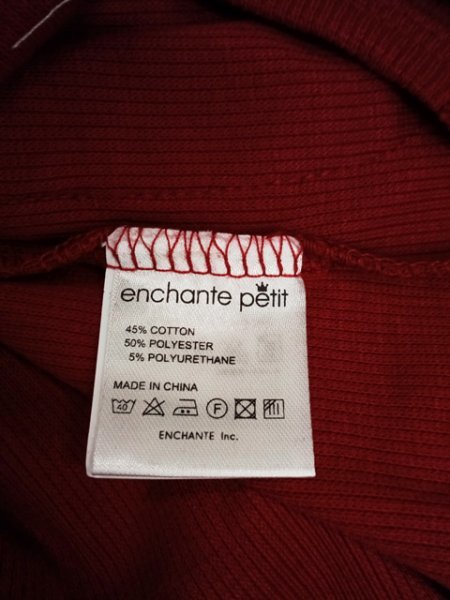 enchante petit
45% COTTON
50% POLYESTER
5% POLYURETHANE
MADE IN CHINA
40 F
ENCHANTE Inc.